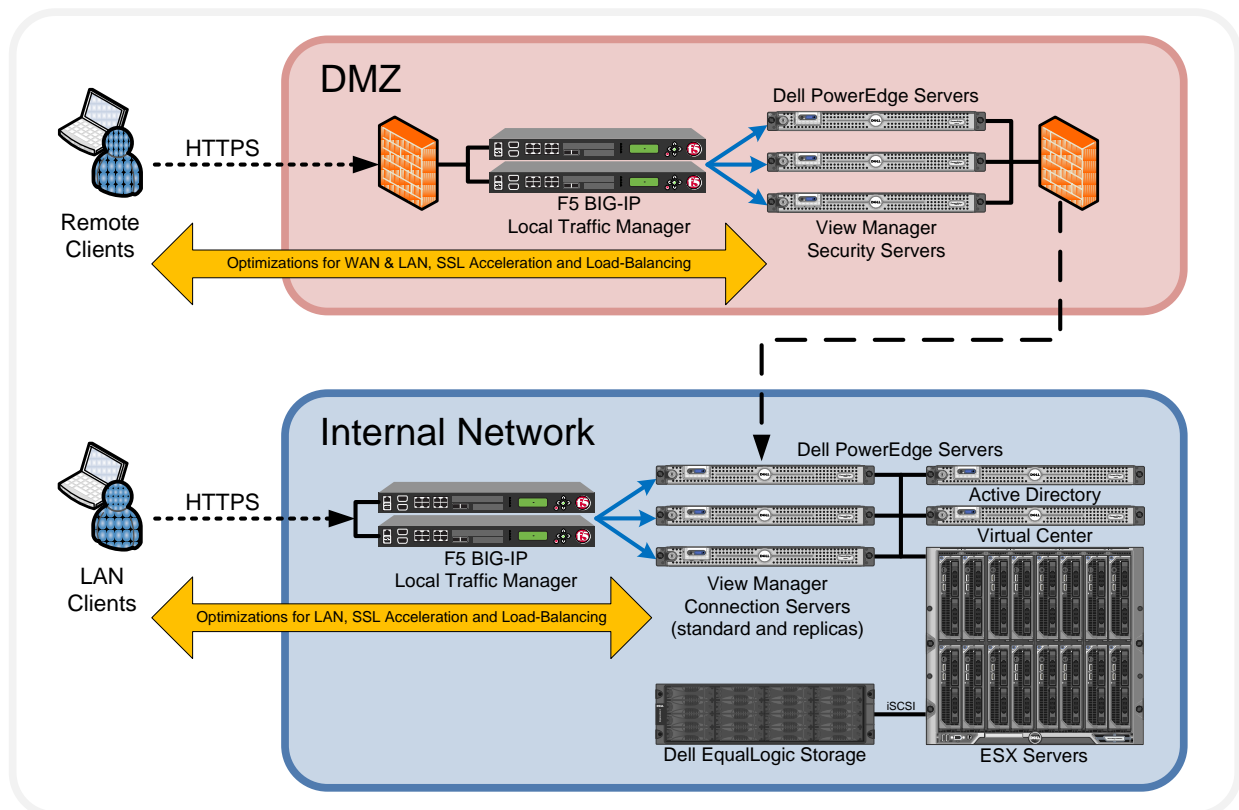 DMZ
Dell PowerEdge Servers
HTTPS
Remote
Clients
F5 BIG-IP
Local Traffic Manager
View Manager
Security Servers
Optimizations for WAN & LAN, SSL Acceleration and Load-Balancing
Internal Network
Dell PowerEdge Servers
HTTPS
Active Directory
Virtual Center
LAN
Clients
F5 BIG-IP
Local Traffic Manager
View Manager
Connection Servers
(standard and replicas)
Optimizations for LAN, SSL Acceleration and Load-Balancing
iSCSI
Dell EqualLogic Storage
ESX Servers